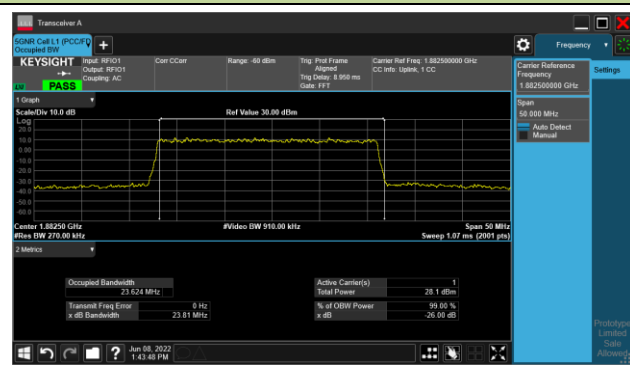 Transceiver A
5GNR Cell L1 (PCC/FD)
Occupied BW
Frequency
KEYSIGHT
Input: RFIO1
Output: RFIO1
Coupling: AC
Corr CCorr
Range: -60 dBm
Trig: Prot Frame
Aligned
Trig Delay: 8.950 ms
Gate: FFT
Carrier Ref Freq: 1.882500000 GHz
CC Info: Uplink, 1 CC
PASS
Carrier Reference
Frequency
1.882500000 GHz
Settings
Span
50.000 MHz
Auto Detect
Manual
1 Graph
Scale/Div 10.0 dB
Ref Value 30.00 dBm
Log
20.0
10.0
0.00
-10.0
-20.0
-30.0
-40.0
-50.0
-60.0
Center 1.88250 GHz
#Video BW 910.00 kHz
Span 50 MHz
#Res BW 270.00 kHz
Sweep 1.07 ms (2001 pts)
2 Metrics
Occupied Bandwidth
23.624 MHz
Active Carrier(s) 1
Total Power 28.1 dBm
Transmit Freq Error 0 Hz
x dB Bandwidth 23.81 MHz
% of OBW Power 99.00 %
x dB -26.00 dB
Jun 08, 2022
1:43:48 PM
Prototype
Limited
Sale
Allowed